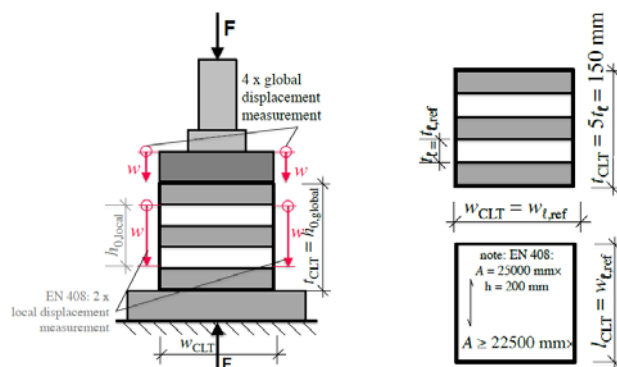 F
4 x global
displacement
measurement
w
w
w
w
h0,local
tCLT = h0,global
EN 408: 2 x
local displacement
measurement
wCLT
F
tℓ = tℓ,ref
tCLT = 5tℓ = 150 mm
wCLT = wℓ,ref
note: EN 408:
A = 25000 mm×
h = 200 mm
A ≥ 22500 mm×
lCLT = wℓ,ref